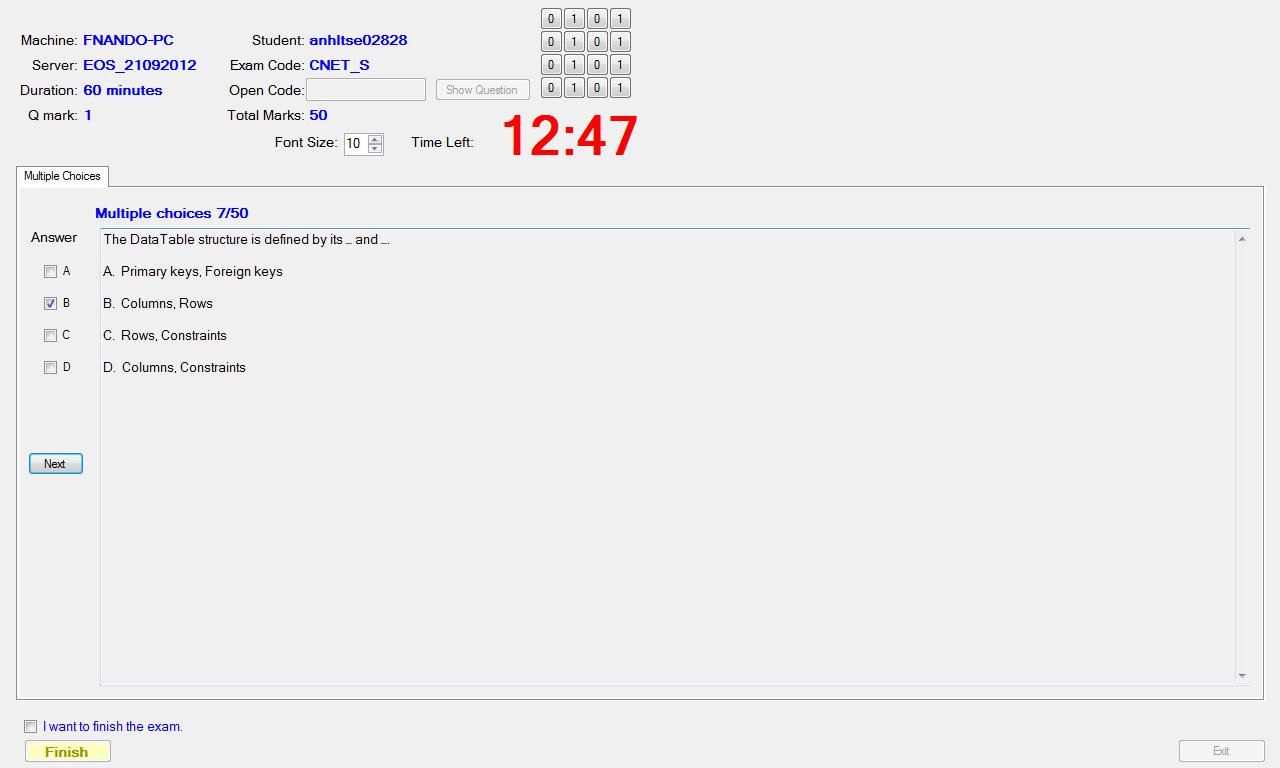 Machine: FNANDO-PC Student: anhltse02828
Server: EOS_21092012 Exam Code: CNET_S
Duration: 60 minutes Open Code: Show Question
Q mark: 1 Total Marks: 50
0 1 0 1
0 1 0 1
0 1 0 1
0 1 0 1
Font Size: 10 Time Left: 12:47
Multiple Choices
Multiple choices 7/50
Answer
The DataTable structure is defined by its ... and ....
A A. Primary keys, Foreign keys
B B. Columns, Rows
C C. Rows, Constraints
D D. Columns, Constraints
Next
I want to finish the exam.
Finish Exit